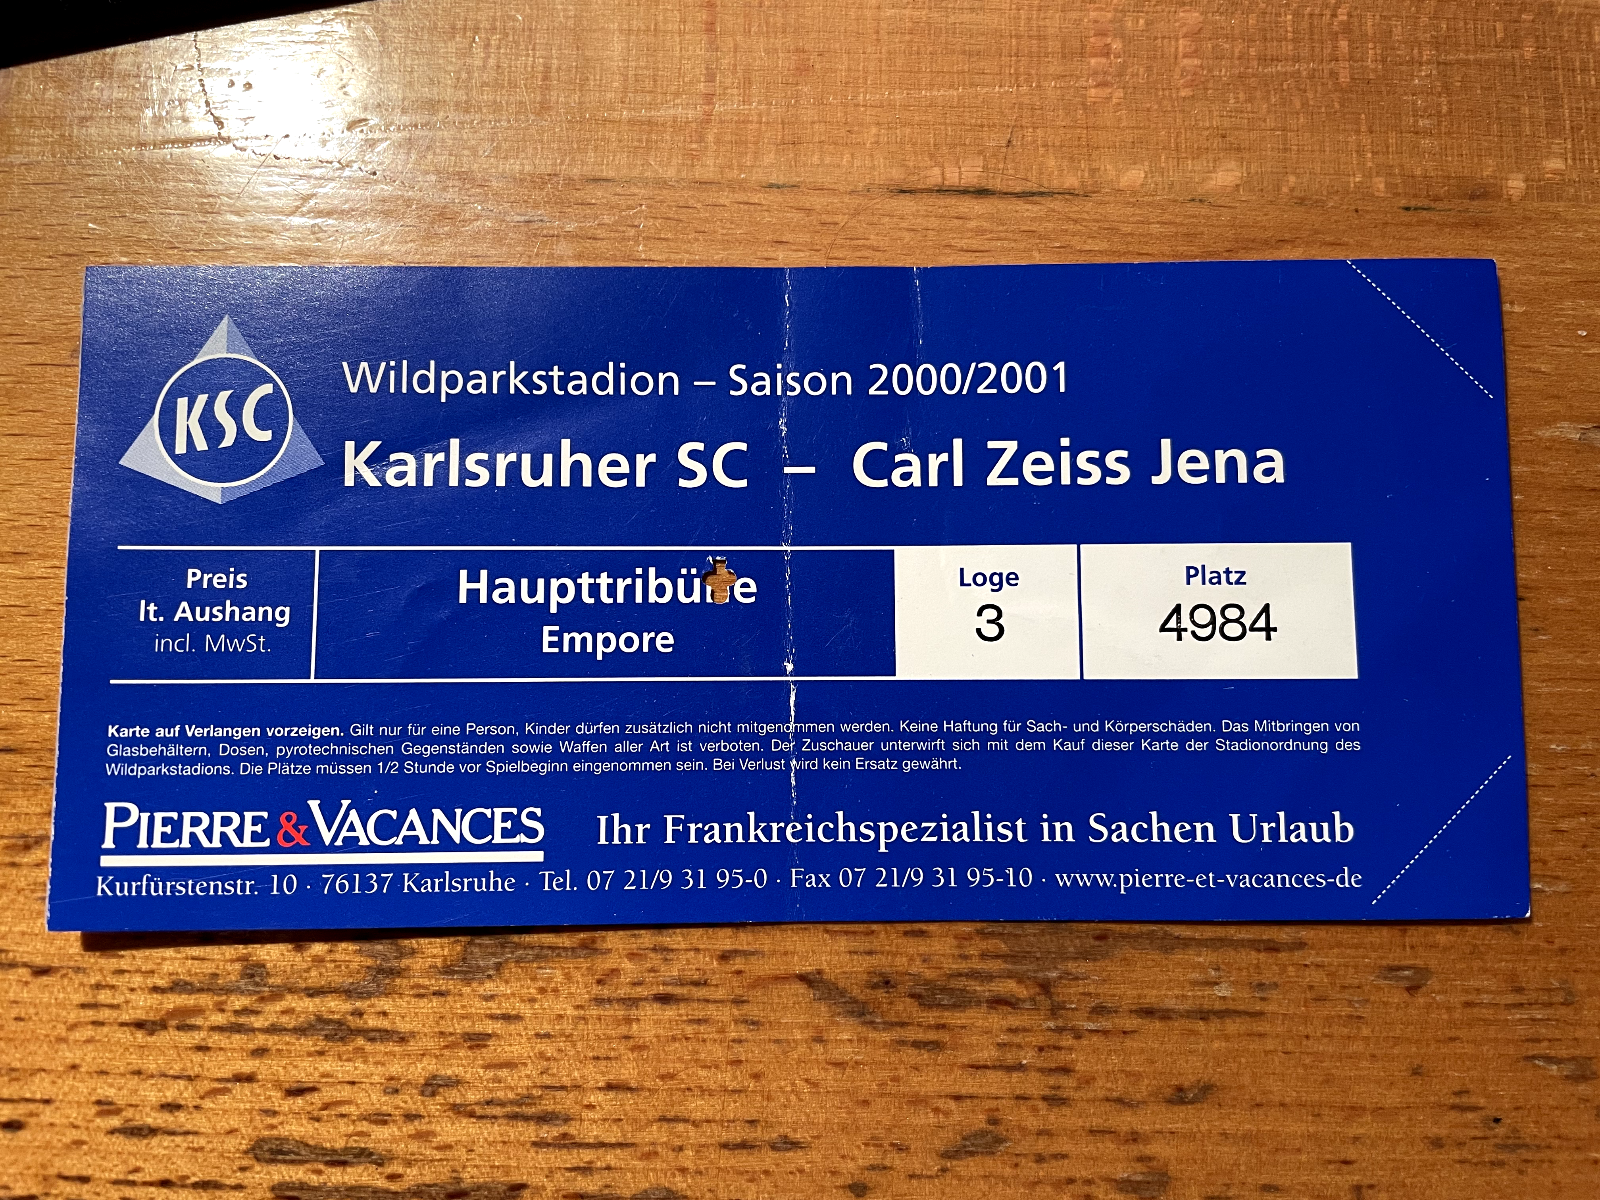 KSC
Wildparkstadion – Saison 2000/2001
Karlsruher SC – Carl Zeiss Jena
Preis
lt. Aushang
incl. MwSt.
Haupttribüne
Empore
Loge
3
Platz
4984
Karte auf Verlangen vorzeigen. Gilt nur für eine Person, Kinder dürfen zusätzlich nicht mitgenommen werden. Keine Haftung für Sach- und Körperschäden. Das Mitbringen von
Glasbehältern, Dosen, pyrotechnischen Gegenständen sowie Waffen aller Art ist verboten. Der Zuschauer unterwirft sich mit dem Kauf dieser Karte der Stadionordnung des
Wildparkstadions. Die Plätze müssen 1/2 Stunde vor Spielbeginn eingenommen sein. Bei Verlust wird kein Ersatz gewährt.
PIERRE & VACANCES
Ihr Frankreichspezialist in Sachen Urlaub
Kurfürstenstr. 10 · 76137 Karlsruhe · Tel. 07 21/9 31 95-0 · Fax 07 21/9 31 95-10 · www.pierre-et-vacances-de